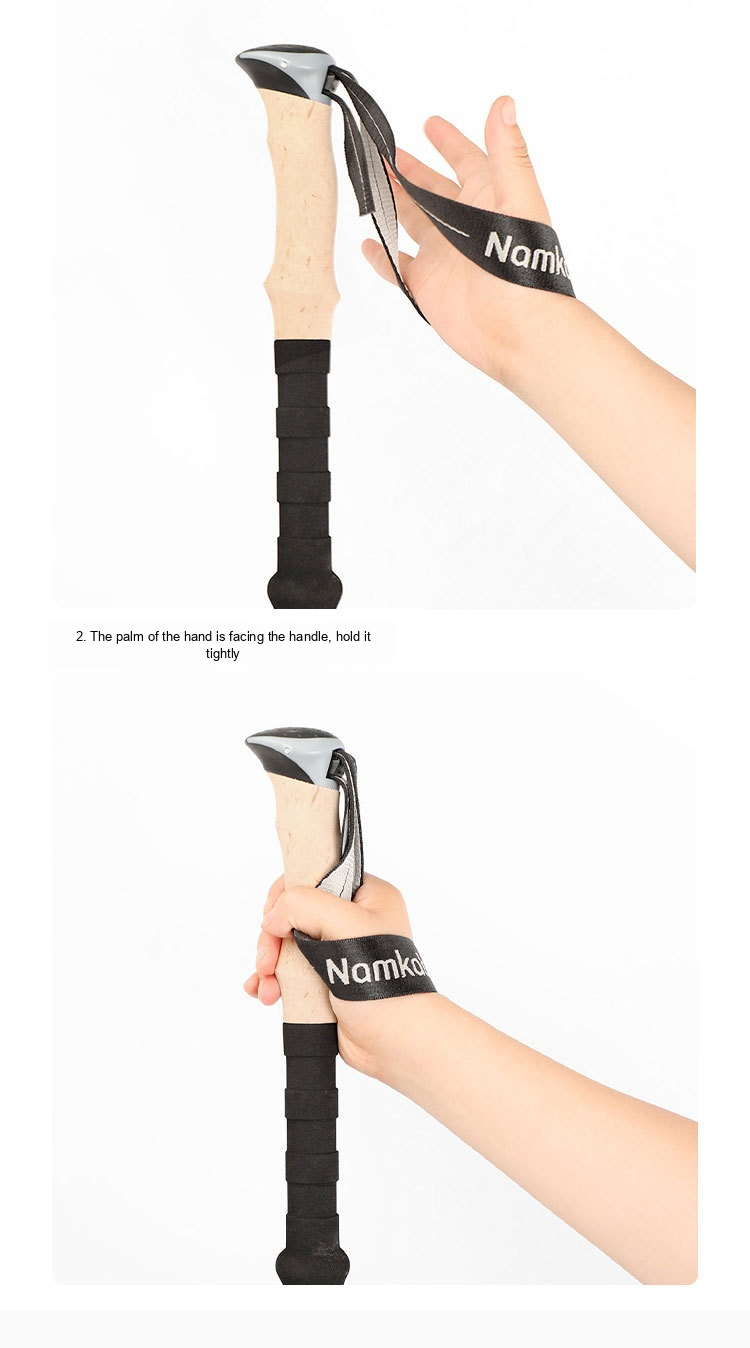 Namk
2. The palm of the hand is facing the handle, hold it
tightly
Namka